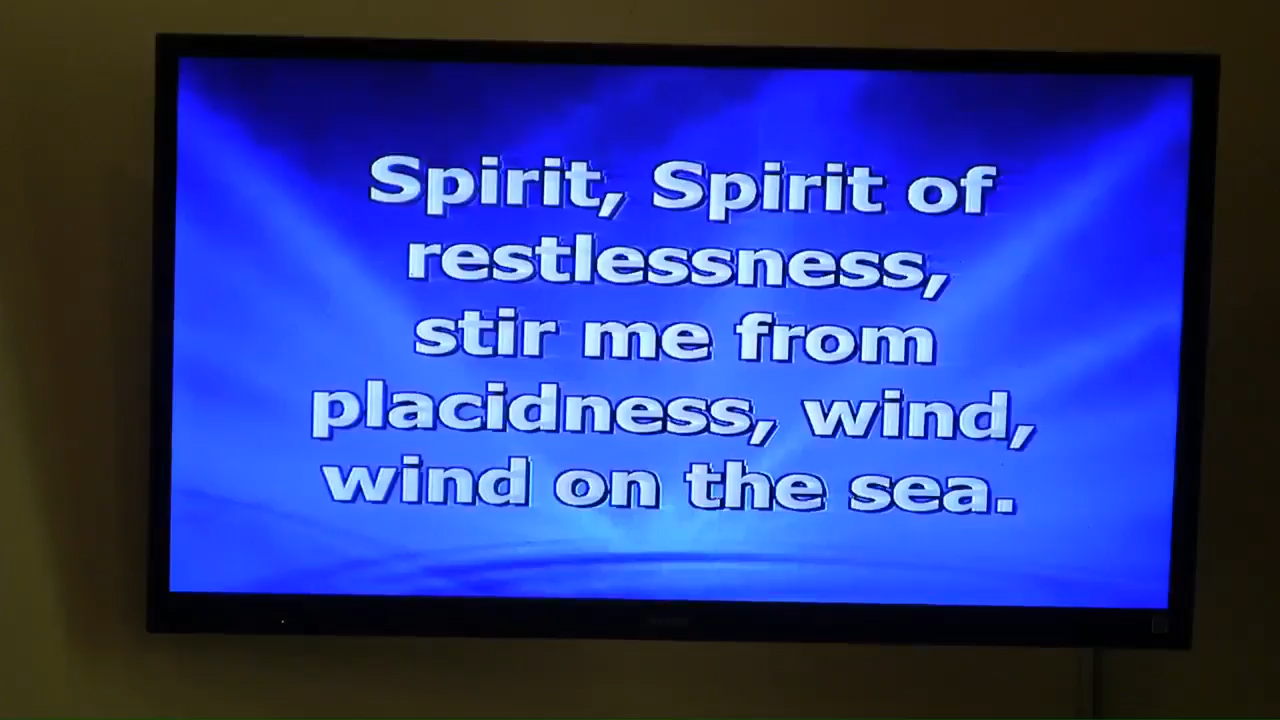 Spirit, Spirit of
restlessness,
stir me from
placidness, wind,
wind on the sea.